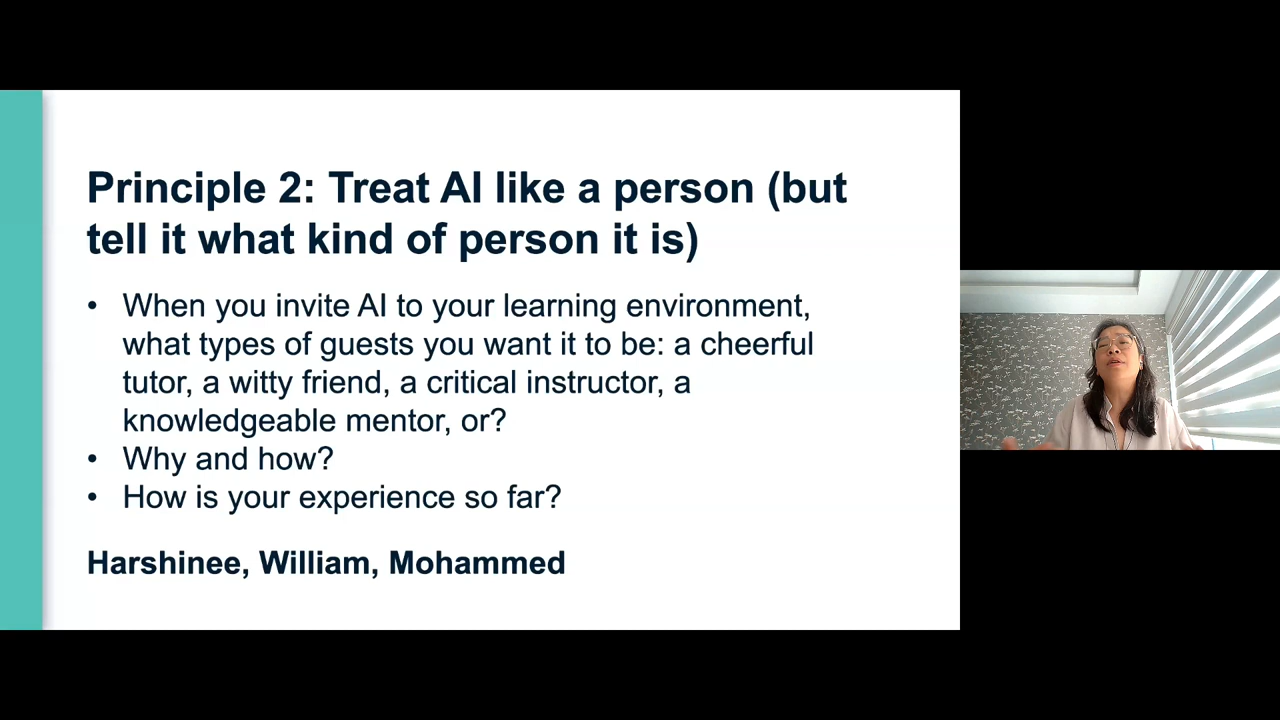 Principle 2: Treat AI like a person (but
tell it what kind of person it is)
• When you invite AI to your learning environment,
what types of guests you want it to be: a cheerful
tutor, a witty friend, a critical instructor, a
knowledgeable mentor, or?
• Why and how?
• How is your experience so far?
Harshinee, William, Mohammed